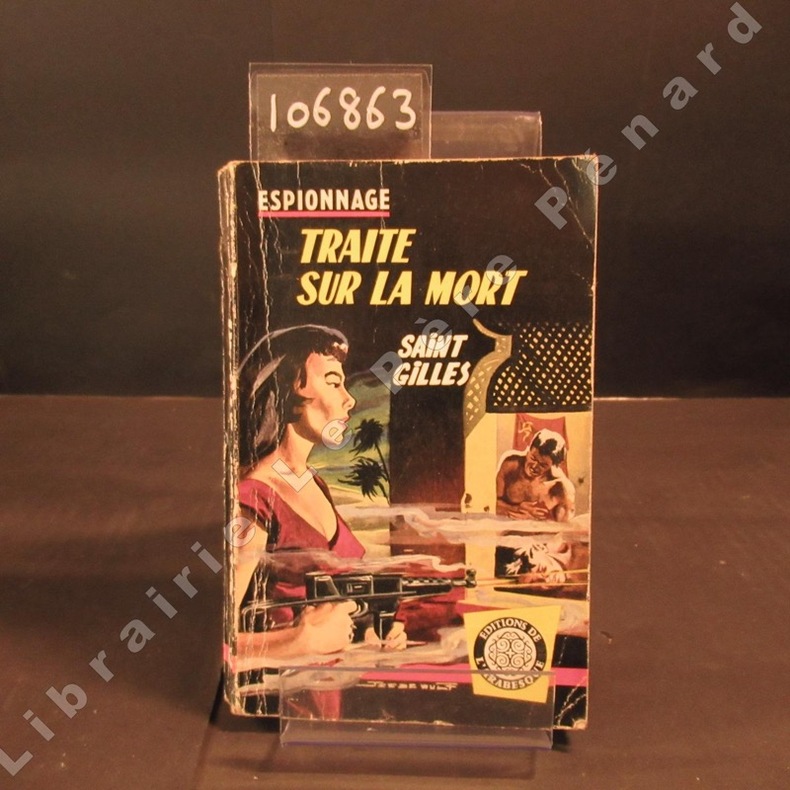 106863
ESPIONNAGE
TRAITE
SUR LA MORT
SAINT
GILLES
EDITIONS DE
L'ARABESQUE
Librairie Le Père Pénard